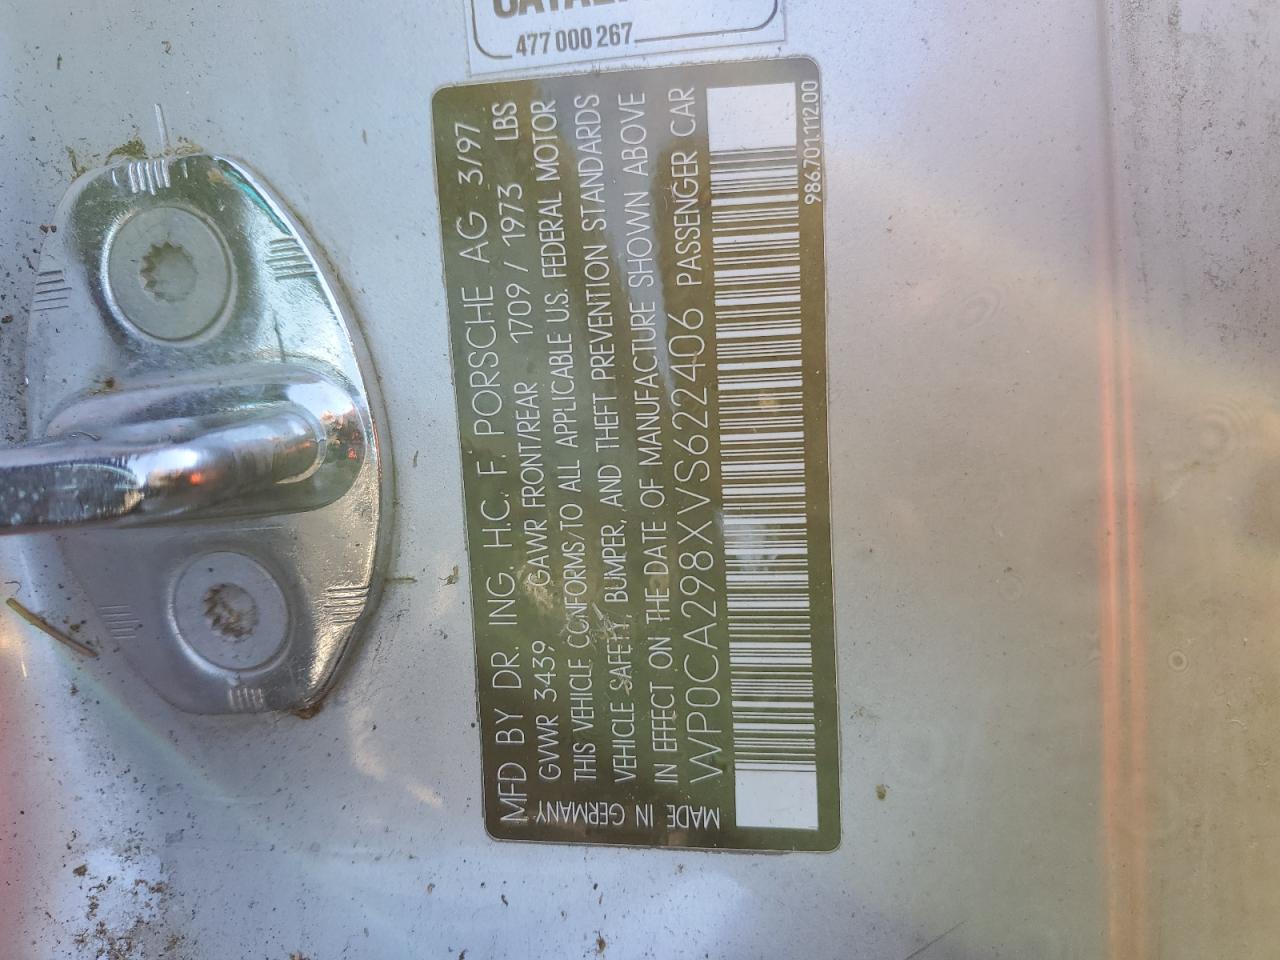 477 000 267
MFD BY DR. ING. H.C. F. PORSCHE AG 3/97
GVWR 3439 GAWR FRONT/REAR 1709 / 1973 LBS
THIS VEHICLE CONFORMS TO ALL APPLICABLE U.S. FEDERAL MOTOR
VEHICLE SAFETY, BUMPER, AND THEFT PREVENTION STANDARDS
IN EFFECT ON THE DATE OF MANUFACTURE SHOWN ABOVE
WP0CA298XVS622406 PASSENGER CAR
MADE IN
GERMANY
986.701.112.00